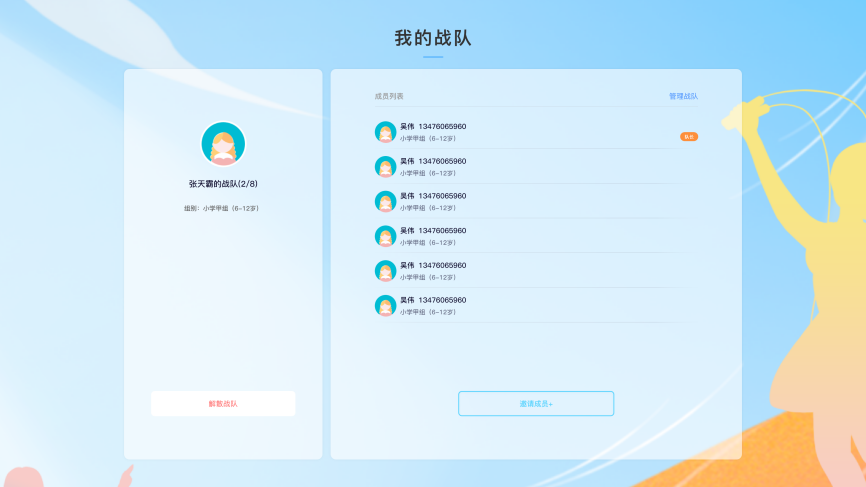 我的战队
张天霸的战队(2/8)
组别：小学甲组（6~12岁）
解散战队
成员列表
管理战队
吴伟 13476065960
小学甲组（6~12岁）
吴伟 13476065960
小学甲组（6~12岁）
吴伟 13476065960
小学甲组（6~12岁）
吴伟 13476065960
小学甲组（6~12岁）
吴伟 13476065960
小学甲组（6~12岁）
吴伟 13476065960
小学甲组（6~12岁）
邀请成员+